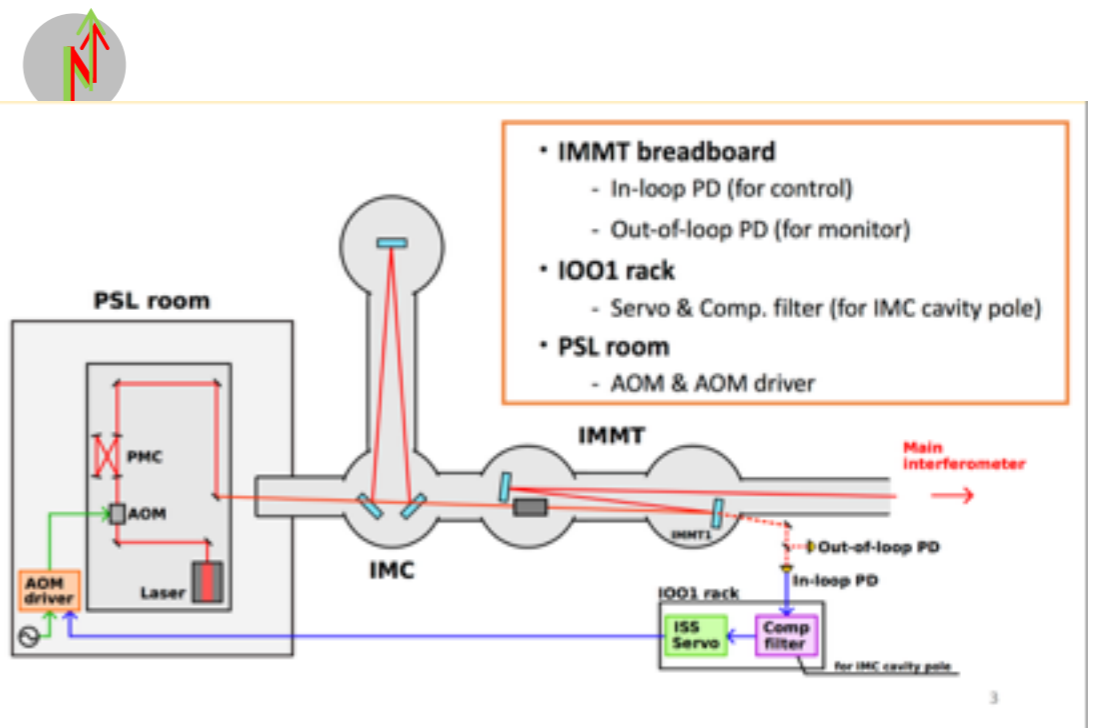 N
· IMMT breadboard
- In-loop PD (for control)
- Out-of-loop PD (for monitor)
· IOO1 rack
- Servo & Comp. filter (for IMC cavity pole)
· PSL room
- AOM & AOM driver
PSL room
PMC
AOM
Laser
AOM
driver
IMC
IMMT
IMMT1
Main
Interferometer
Out-of-loop PD
In-loop PD
IOO1 rack
ISS
Servo
Comp
filter
for IMC cavity pole
3